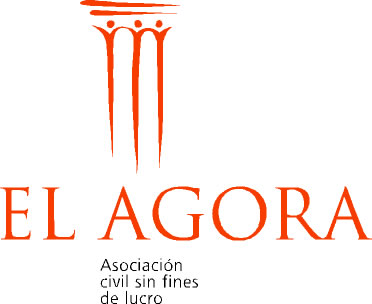 EL AGORA
Asociación
civil sin fines
de lucro